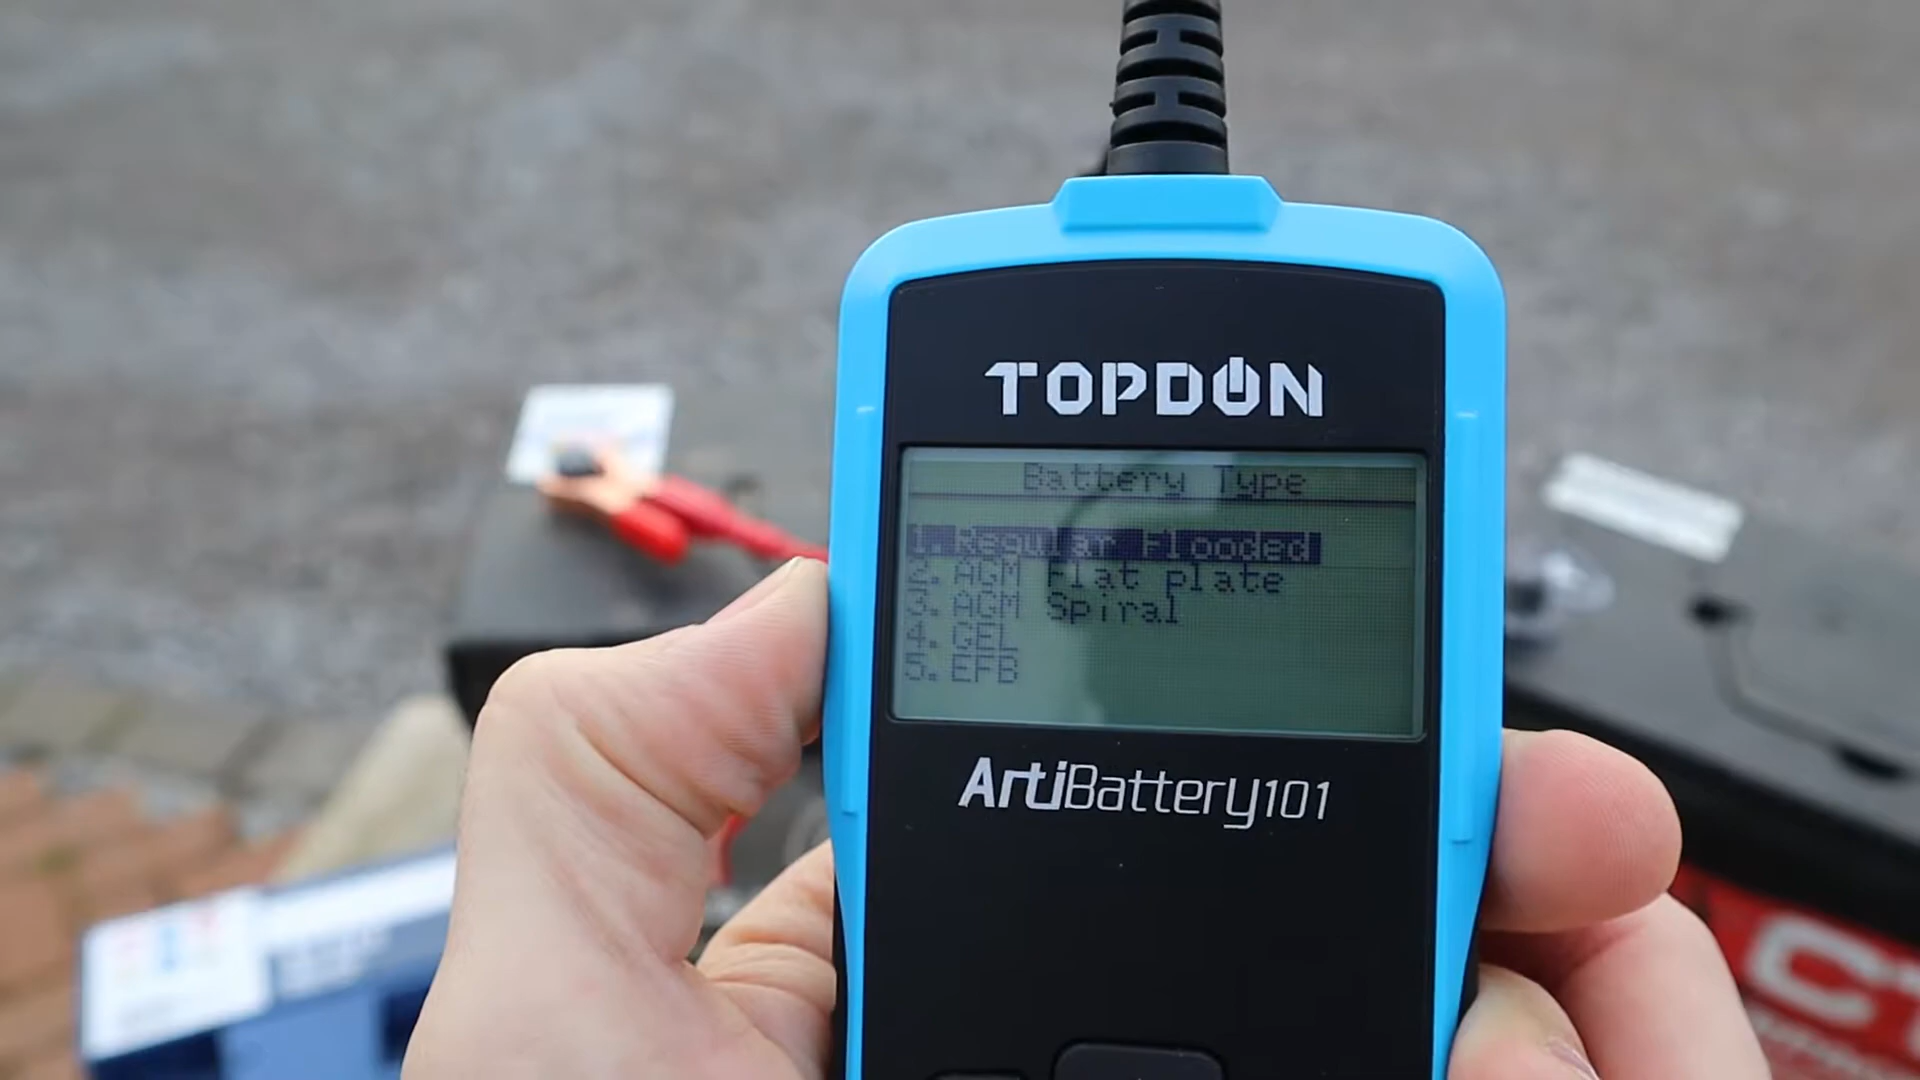 TOPDON
Battery Type
1. Regular Flooded
2. AGM Flat plate
3. AGM Spiral
4. GEL
5. EFB
ArtiBattery101